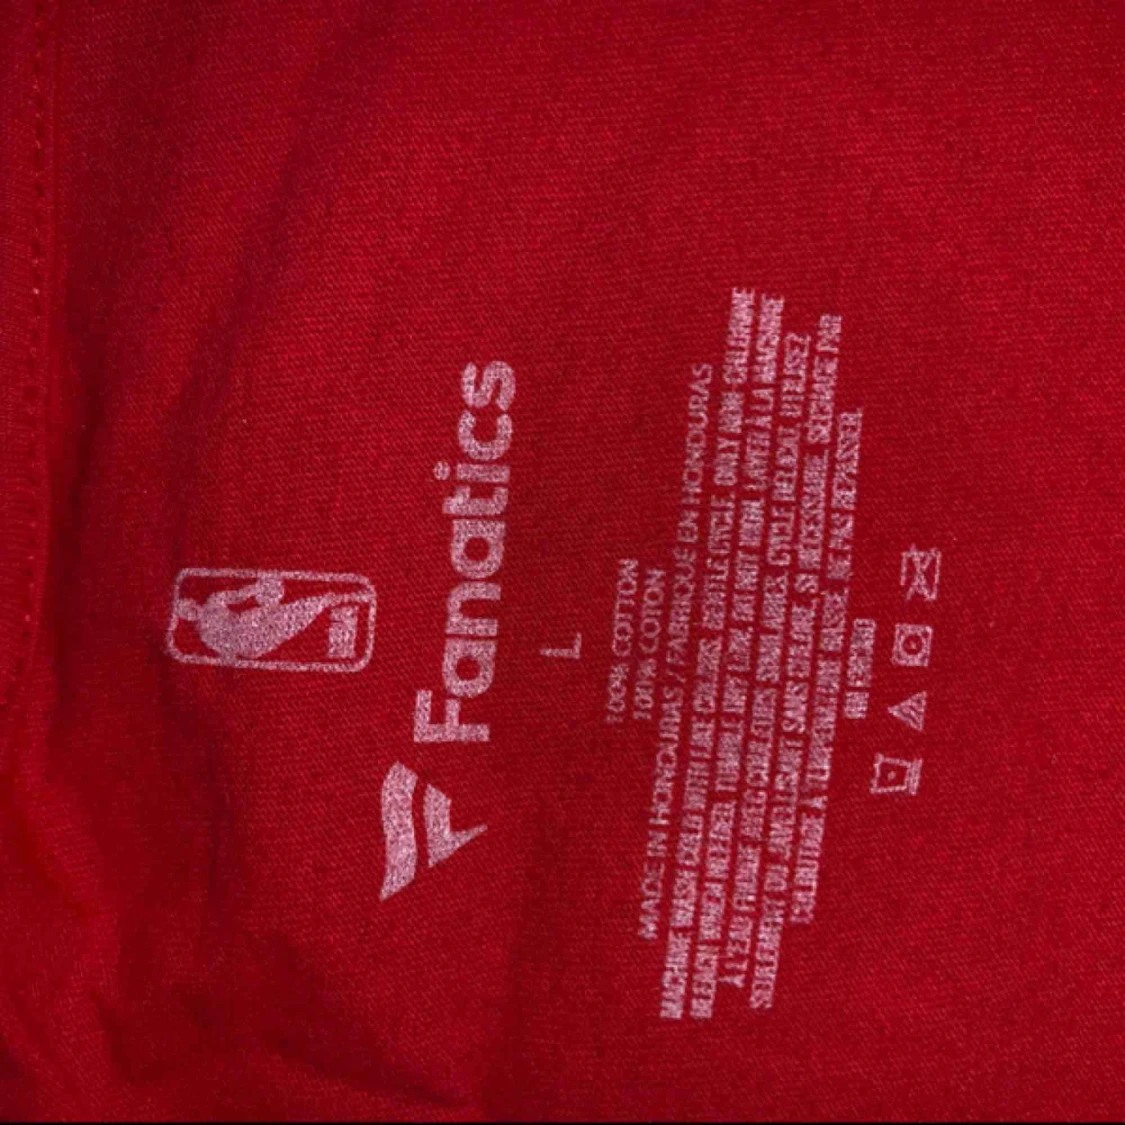 NBA
Fanatics
L
100% COTTON
100% COTON
MADE IN HONDURAS / FABRIQUÉ EN HONDURAS
MACHINE WASH COLD WITH LIKE COLORS. GENTLE CYCLE. ONLY NON-CHLORINE
BLEACH WHEN NEEDED. TUMBLE DRY LOW. DO NOT IRON. LAVER À LA MACHINE
À L'EAU FROIDE AVEC COULEURS SIMILAIRES. CYCLE DÉLICAT. UTILISEZ
SEULEMENT DU JAVELLISANT SANS CHLORE, SI NÉCESSAIRE. SÉCHAGE PAR
CULBUTAGE À TEMPÉRATURE BASSE. NE PAS REPASSER.